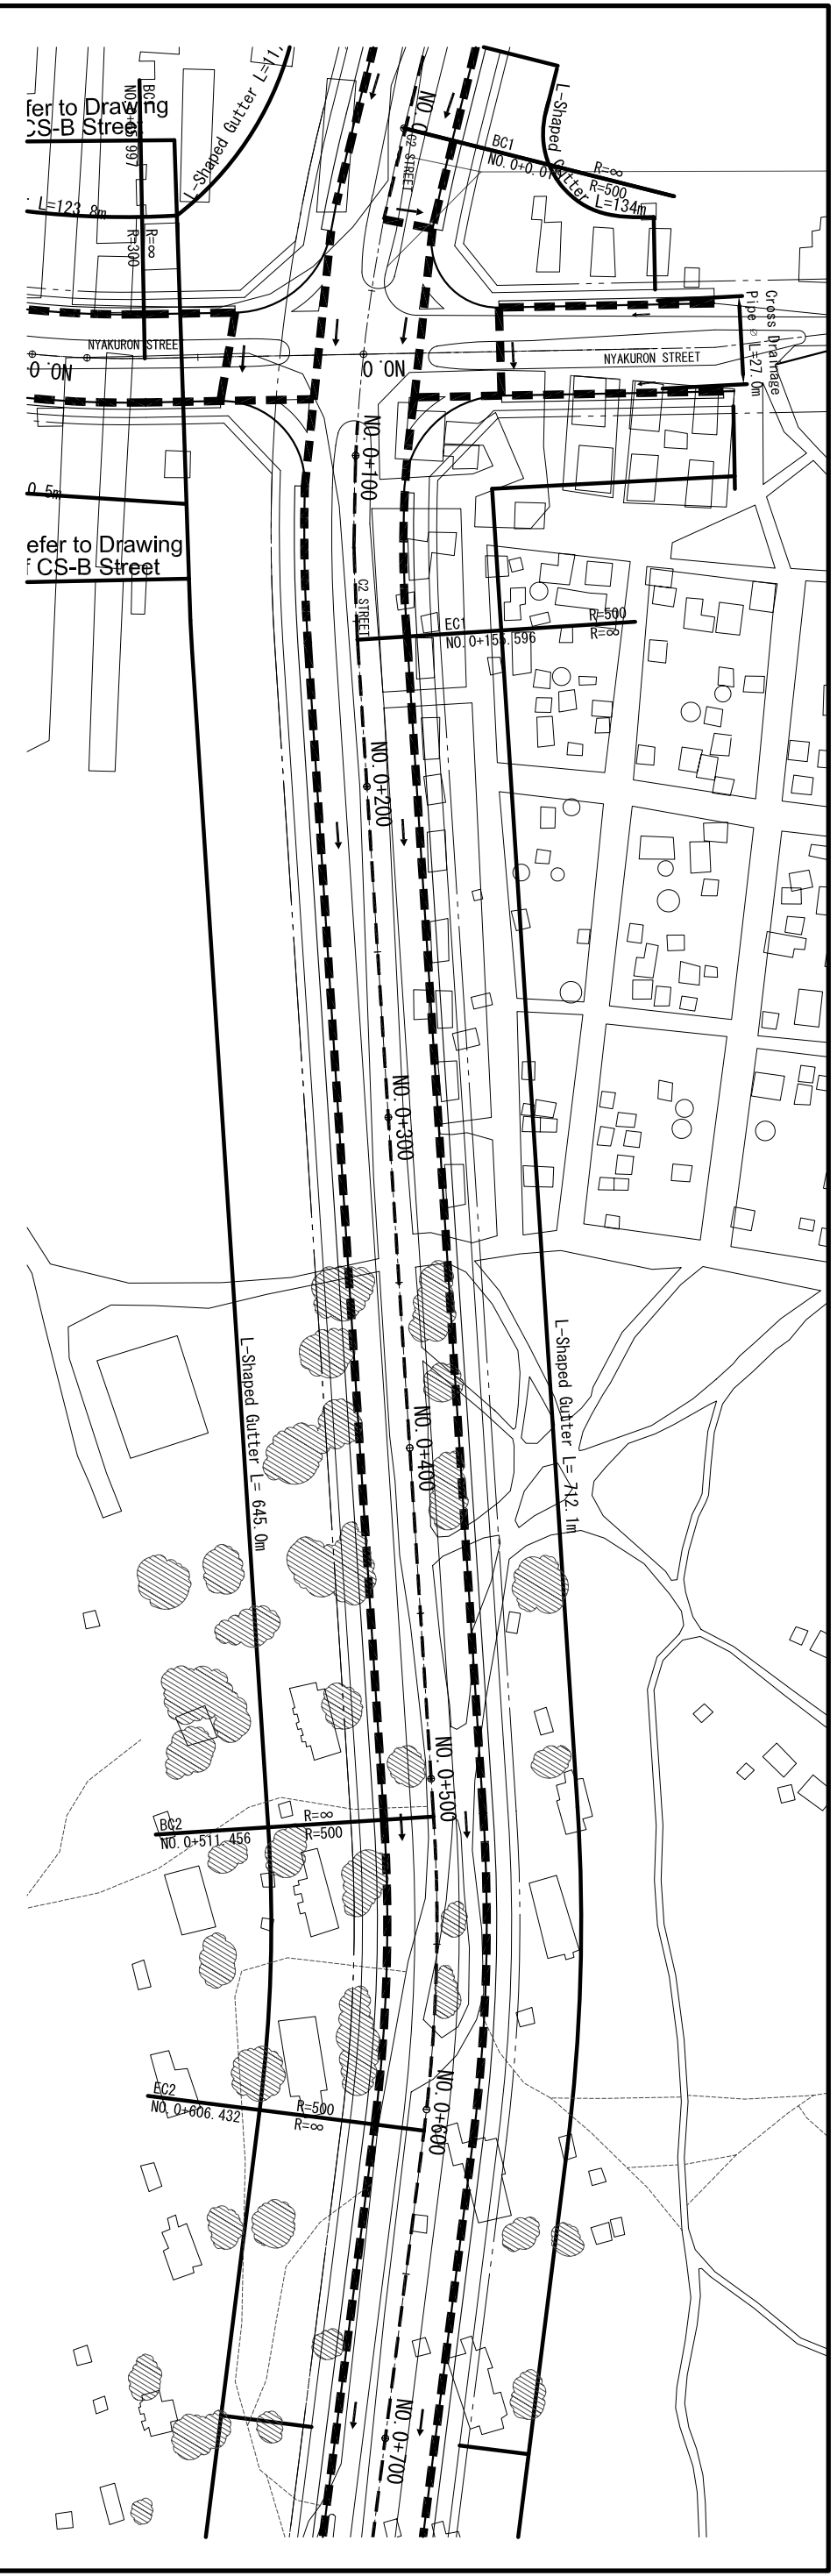 L-Shaped Gutter L=11,
fer to Drawing
CS-B Street
NO. 0
C2 STREET
BC1
NO. 0+0.0
R=∞
R=500
L-Shaped Gutter L=134m
L=123.8m
R=∞
R=300
NYAKURON STREET
NO. 0
NO. 0
NYAKURON STREET
Cross Drainage
Pipe ∅ L=27.0m
NO. 0+100
0.5m
efer to Drawing
f CS-B Street
C2 STREET
EC1
NO. 0+155.596
R=500
R=∞
NO. 0+200
NO. 0+300
L-Shaped Gutter L= 645.0m
L-Shaped Gutter L= 712.1m
NO. 0+400
NO. 0+500
BC2
NO. 0+511.456
R=∞
R=500
EC2
NO. 0+606.432
R=500
R=∞
NO. 0+600
NO. 0+700